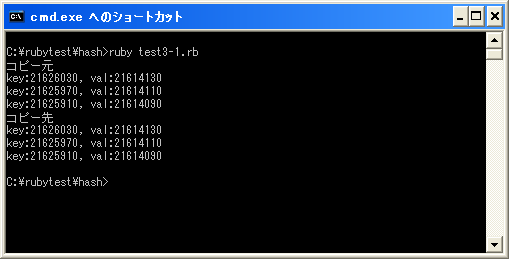 cmd.exe へのショートカット
C:¥rubytest¥hash>ruby test3-1.rb
コピー元
key:21626030, val:21614130
key:21625970, val:21614110
key:21625910, val:21614090
コピー先
key:21626030, val:21614130
key:21625970, val:21614110
key:21625910, val:21614090
C:¥rubytest¥hash>